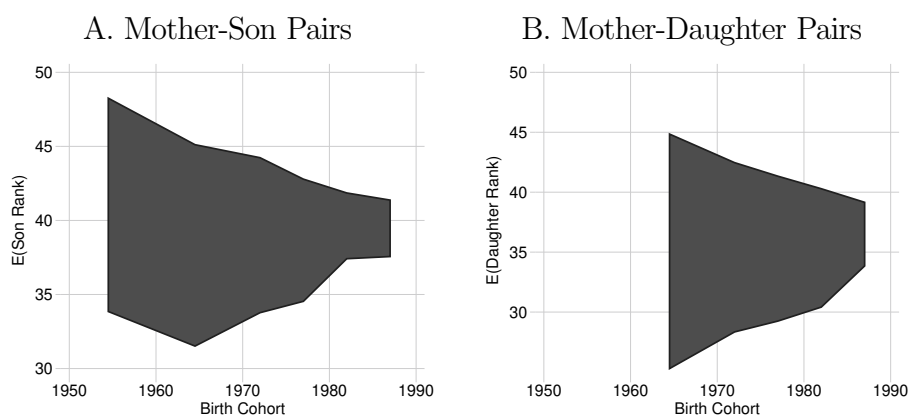 A. Mother-Son Pairs
50
45
40
35
30
E(Son Rank)
1950 1960 1970 1980 1990
Birth Cohort
B. Mother-Daughter Pairs
50
45
40
35
30
E(Daughter Rank)
1950 1960 1970 1980 1990
Birth Cohort